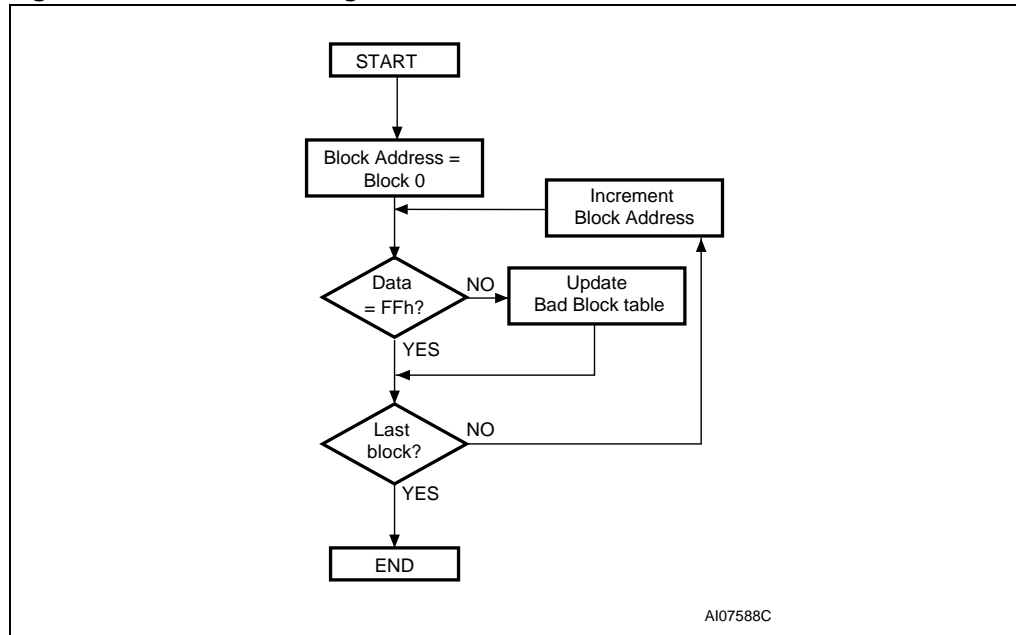 START
Block Address =
Block 0
Increment
Block Address
Data
= FFh?
NO
Update
Bad Block table
YES
Last
block?
NO
YES
END
AI07588C